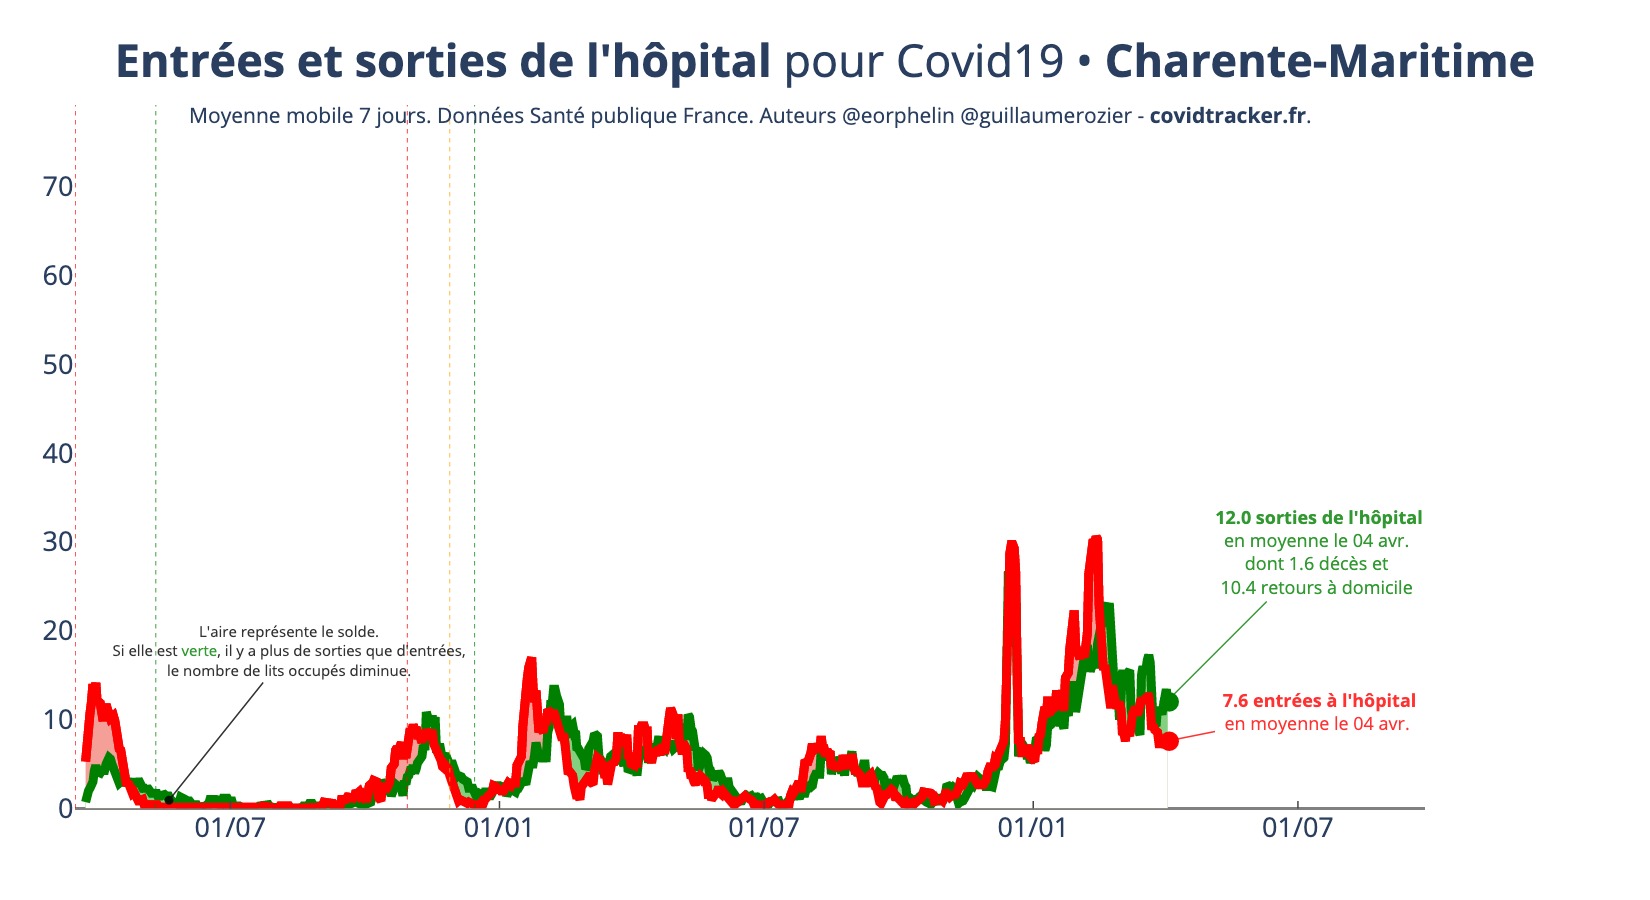 Entrées et sorties de l'hôpital pour Covid19 • Charente-Maritime
Moyenne mobile 7 jours. Données Santé publique France. Auteurs @eorphelin @guillaumerozier - covidtracker.fr.
70
60
50
40
30
20
10
0
L'aire représente le solde.
Si elle est verte, il y a plus de sorties que d'entrées,
le nombre de lits occupés diminue.
12.0 sorties de l'hôpital
en moyenne le 04 avr.
dont 1.6 décès et
10.4 retours à domicile
7.6 entrées à l'hôpital
en moyenne le 04 avr.
01/07
01/01
01/07
01/01
01/07